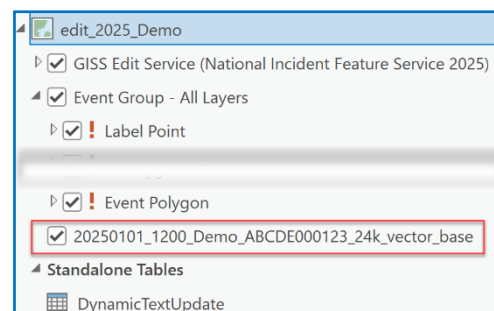 edit_2025_Demo
GISS Edit Service (National Incident Feature Service 2025)
Event Group - All Layers
! Label Point
! Event Polygon
20250101_1200_Demo_ABCDE000123_24k_vector_base
Standalone Tables
DynamicTextUpdate